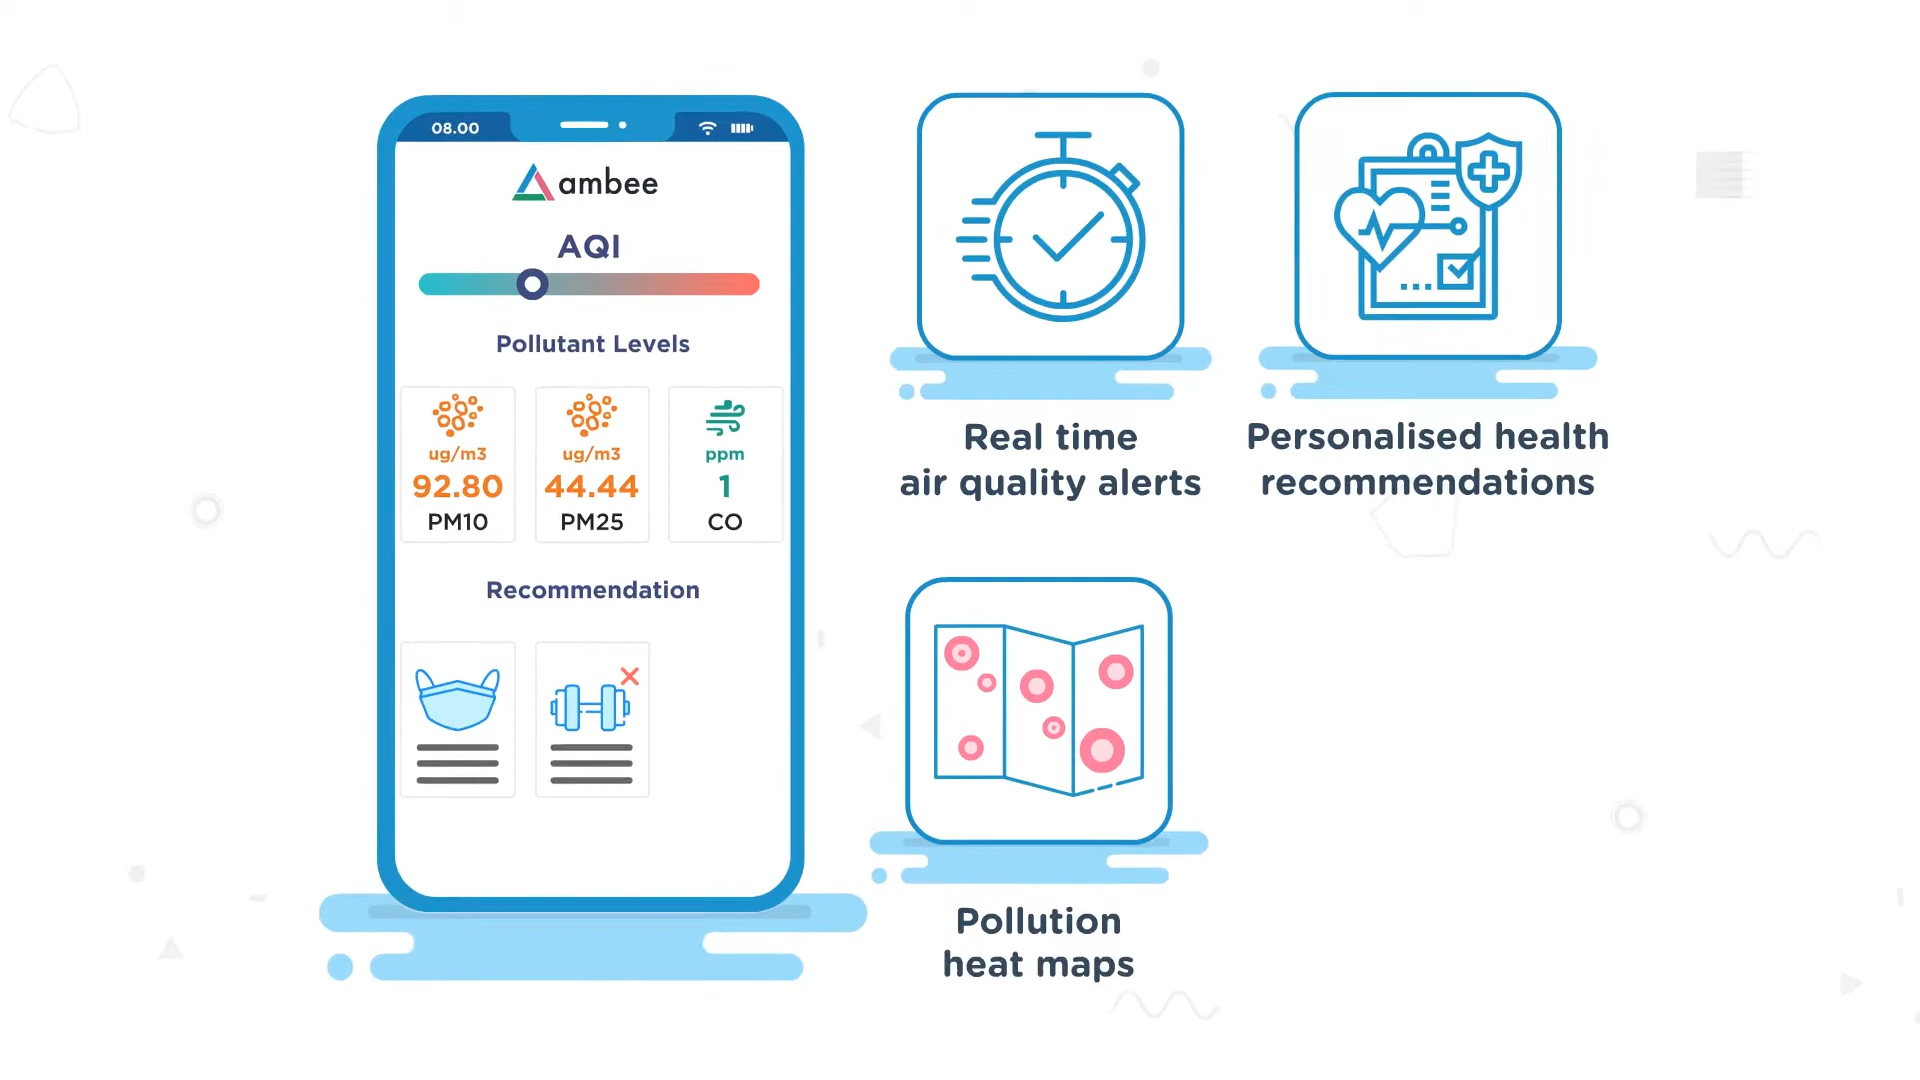 08.00
ambee
AQI
Pollutant Levels
ug/m3
92.80
PM10
ug/m3
44.44
PM25
ppm
1
CO
Recommendation
Real time
air quality alerts
Personalised health
recommendations
Pollution
heat maps